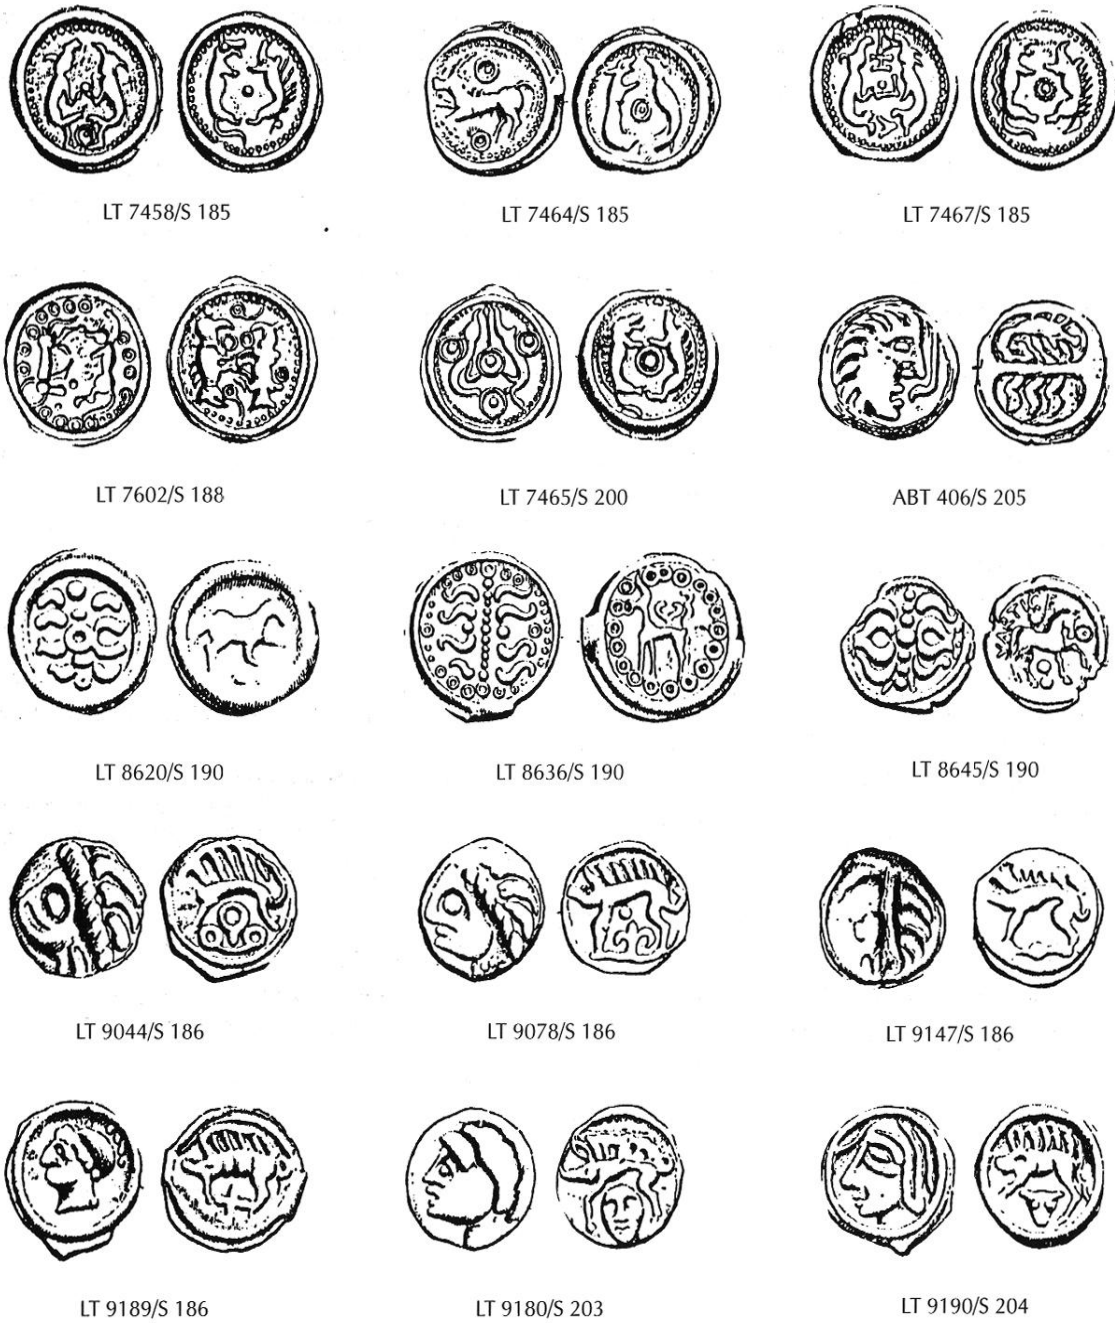 LT 7458/S 185
LT 7464/S 185
LT 7467/S 185
LT 7602/S 188
LT 7465/S 200
ABT 406/S 205
LT 8620/S 190
LT 8636/S 190
LT 8645/S 190
LT 9044/S 186
LT 9078/S 186
LT 9147/S 186
LT 9189/S 186
LT 9180/S 203
LT 9190/S 204